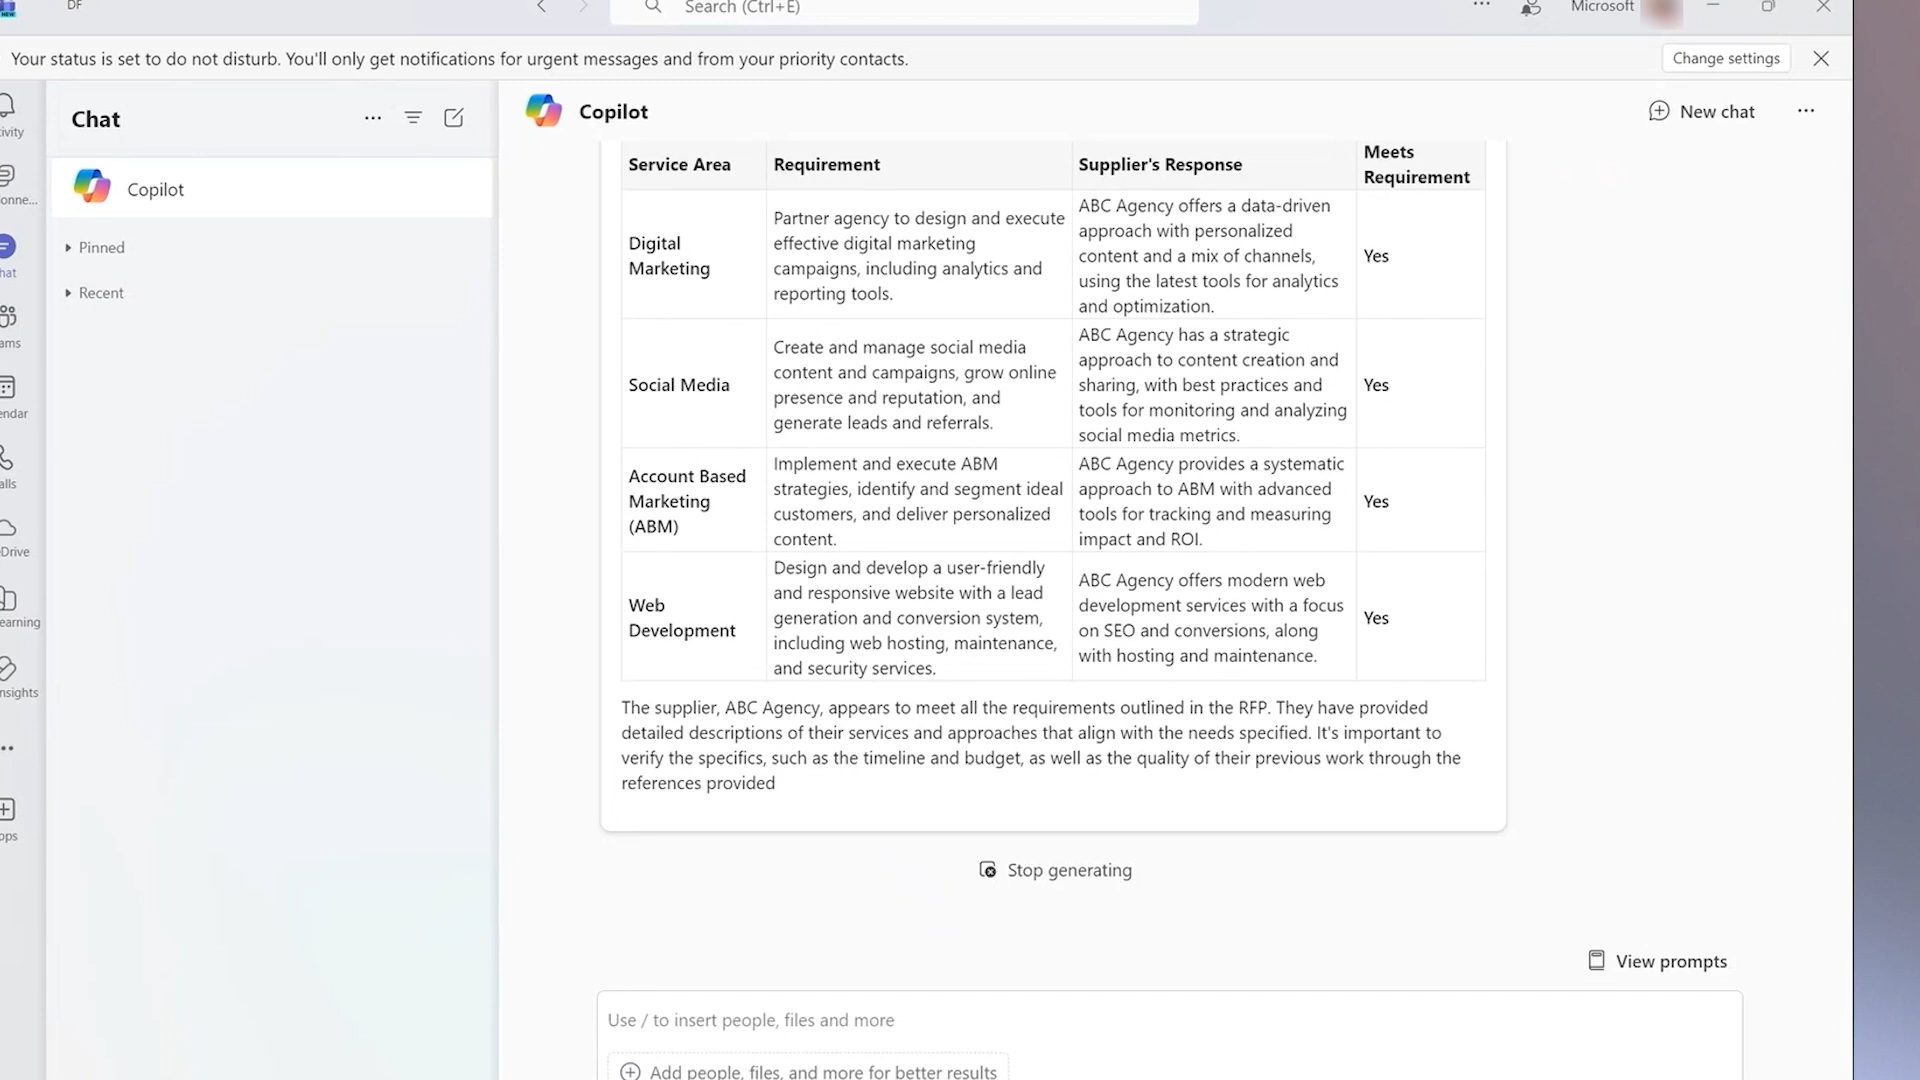 DF
Search (Ctrl+E)
Microsoft
Your status is set to do not disturb. You'll only get notifications for urgent messages and from your priority contacts.
Change settings
Chat
Copilot
Pinned
Recent
Copilot
New chat
Service Area
Requirement
Supplier's Response
Meets
Requirement
Digital
Marketing
Partner agency to design and execute
effective digital marketing
campaigns, including analytics and
reporting tools.
ABC Agency offers a data-driven
approach with personalized
content and a mix of channels,
using the latest tools for analytics
and optimization.
Yes
Social Media
Create and manage social media
content and campaigns, grow online
presence and reputation, and
generate leads and referrals.
ABC Agency has a strategic
approach to content creation and
sharing, with best practices and
tools for monitoring and analyzing
social media metrics.
Yes
Account Based
Marketing
(ABM)
Implement and execute ABM
strategies, identify and segment ideal
customers, and deliver personalized
content.
ABC Agency provides a systematic
approach to ABM with advanced
tools for tracking and measuring
impact and ROI.
Yes
Web
Development
Design and develop a user-friendly
and responsive website with a lead
generation and conversion system,
including web hosting, maintenance,
and security services.
ABC Agency offers modern web
development services with a focus
on SEO and conversions, along
with hosting and maintenance.
Yes
The supplier, ABC Agency, appears to meet all the requirements outlined in the RFP. They have provided
detailed descriptions of their services and approaches that align with the needs specified. It's important to
verify the specifics, such as the timeline and budget, as well as the quality of their previous work through the
references provided
Stop generating
View prompts
Use / to insert people, files and more
Add people, files, and more for better results